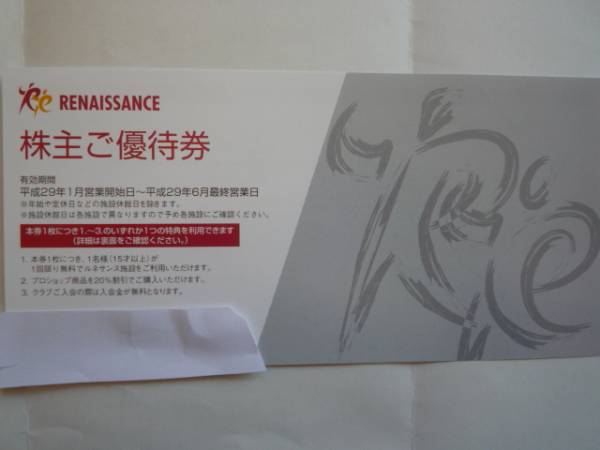 RENAISSANCE
株主ご優待券
有効期間
平成29年1月営業開始日～平成29年6月最終営業日
※年始や定休日などの施設休館日を除きます。
※施設休館日は各施設で異なりますので予め各施設にご確認ください。
本券1枚につき1.～3.のいずれか1つの特典を利用できます
（詳細は裏面をご確認ください。）
1. 本券1枚につき、1名様（15才以上）が
1回限り無料でルネサンス施設をご利用いただけます。
2. プロショップ商品を20%割引でご購入いただけます。
3. クラブご入会の際は入会金が無料となります。